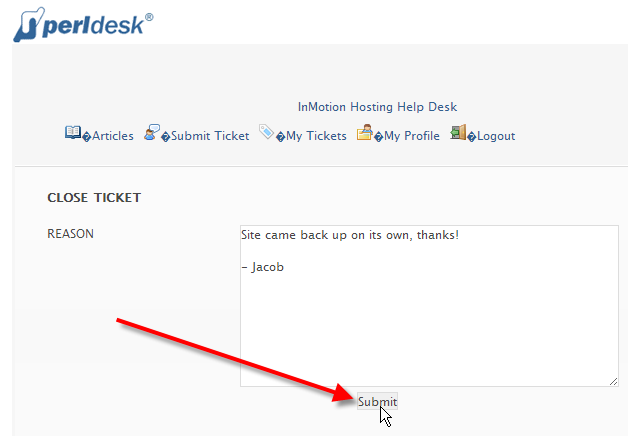 perldesk®
InMotion Hosting Help Desk
�Articles �Submit Ticket �My Tickets �My Profile �Logout
CLOSE TICKET
REASON
Site came back up on its own, thanks!
- Jacob
Submit